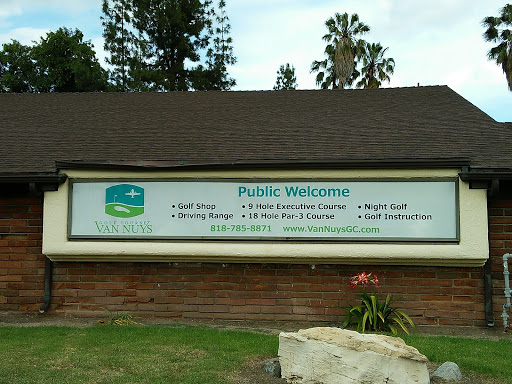 Public Welcome
• Golf Shop • 9 Hole Executive Course • Night Golf
• Driving Range • 18 Hole Par-3 Course • Golf Instruction
818-785-8871 www.VanNuysGC.com
VAN NUYS